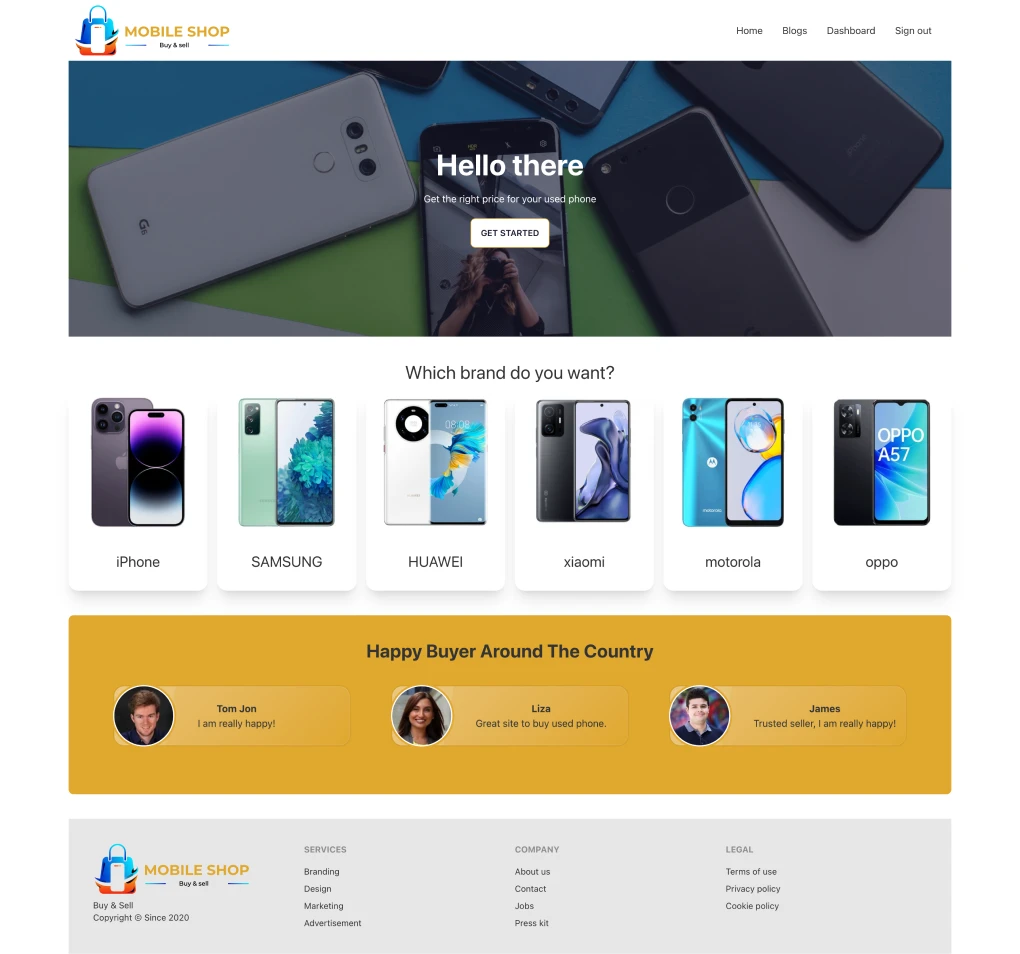 MOBILE SHOP
Buy & sell
Home Blogs Dashboard Sign out
Hello there
Get the right price for your used phone
GET STARTED
G6
Which brand do you want?
08:08
OPPO
A57
motorola
iPhone
SAMSUNG
HUAWEI
xiaomi
motorola
oppo
Happy Buyer Around The Country
Tom Jon
I am really happy!
Liza
Great site to buy used phone.
James
Trusted seller, I am really happy!
MOBILE SHOP
Buy & sell
Buy & Sell
Copyright © Since 2020
SERVICES
Branding
Design
Marketing
Advertisement
COMPANY
About us
Contact
Jobs
Press kit
LEGAL
Terms of use
Privacy policy
Cookie policy